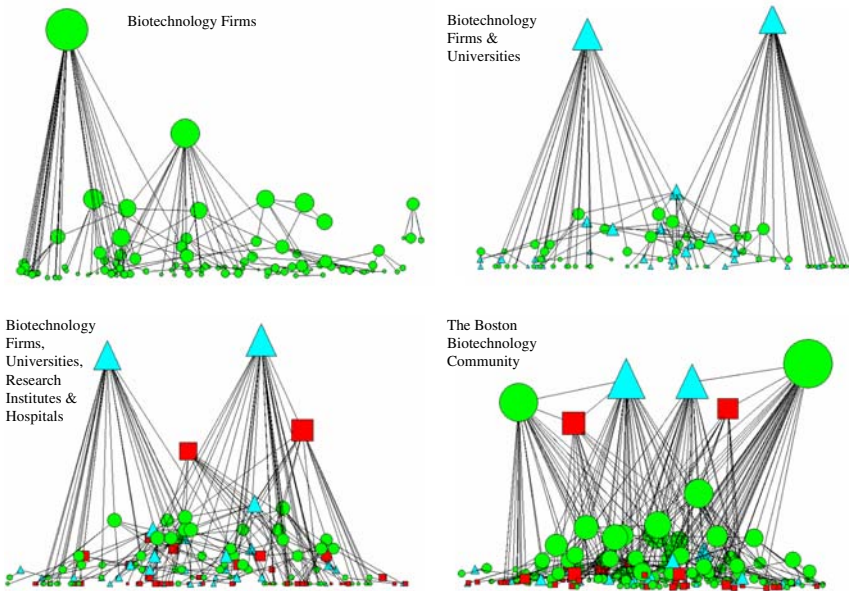 Biotechnology Firms
Biotechnology
Firms &
Universities
Biotechnology
Firms,
Universities,
Research
Institutes &
Hospitals
The Boston
Biotechnology
Community